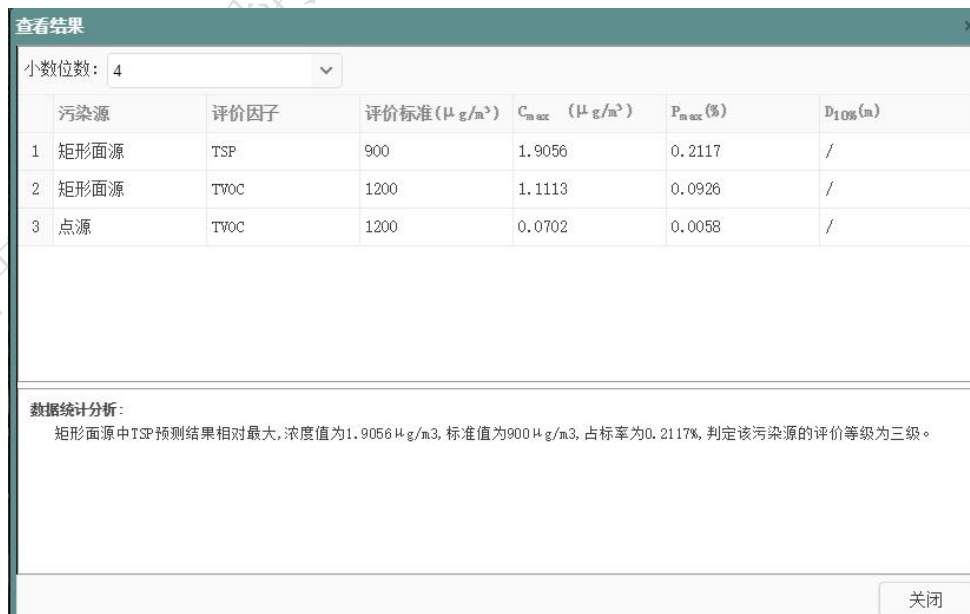 查看结果
小数位数: 4
污染源 评价因子 评价标准(μg/m³) Cmax (μg/m³) Pmax(%) D10%(m)
1 矩形面源 TSP 900 1.9056 0.2117 /
2 矩形面源 TVOC 1200 1.1113 0.0926 /
3 点源 TVOC 1200 0.0702 0.0058 /
数据统计分析:
矩形面源中TSP预测结果相对最大,浓度值为1.9056μg/m3,标准值为900μg/m3,占标率为0.2117%,判定该污染源的评价等级为三级。
关闭